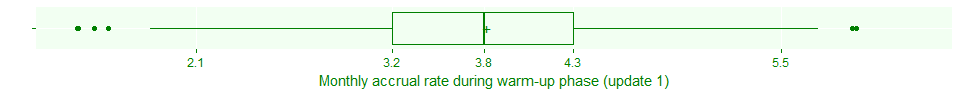 2.1 3.2 3.8 4.3 5.5
Monthly accrual rate during warm-up phase (update 1)